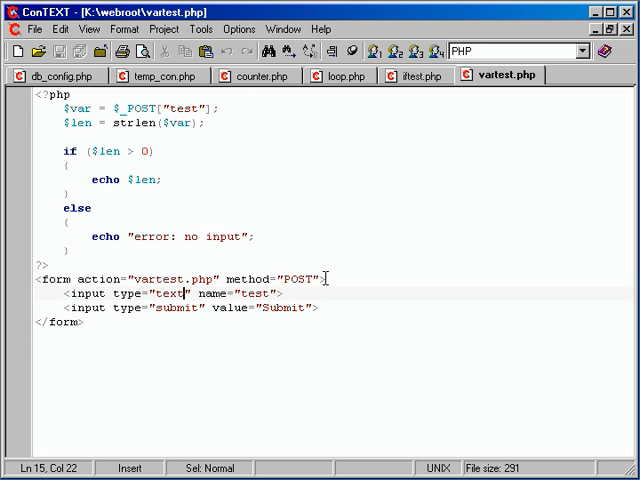 ConTEXT - [K:\webroot\vartest.php]
File Edit View Format Project Tools Options Window Help
PHP
db_config.php temp_con.php counter.php loop.php iftest.php vartest.php
<?php
$var = $_POST["test"];
$len = strlen($var);
if ($len > 0)
{
echo $len;
}
else
{
echo "error: no input";
}
?>
<form action="vartest.php" method="POST">
<input type="text" name="test">
<input type="submit" value="Submit">
</form>
Ln 15, Col 22 Insert Sel: Normal UNIX File size: 291